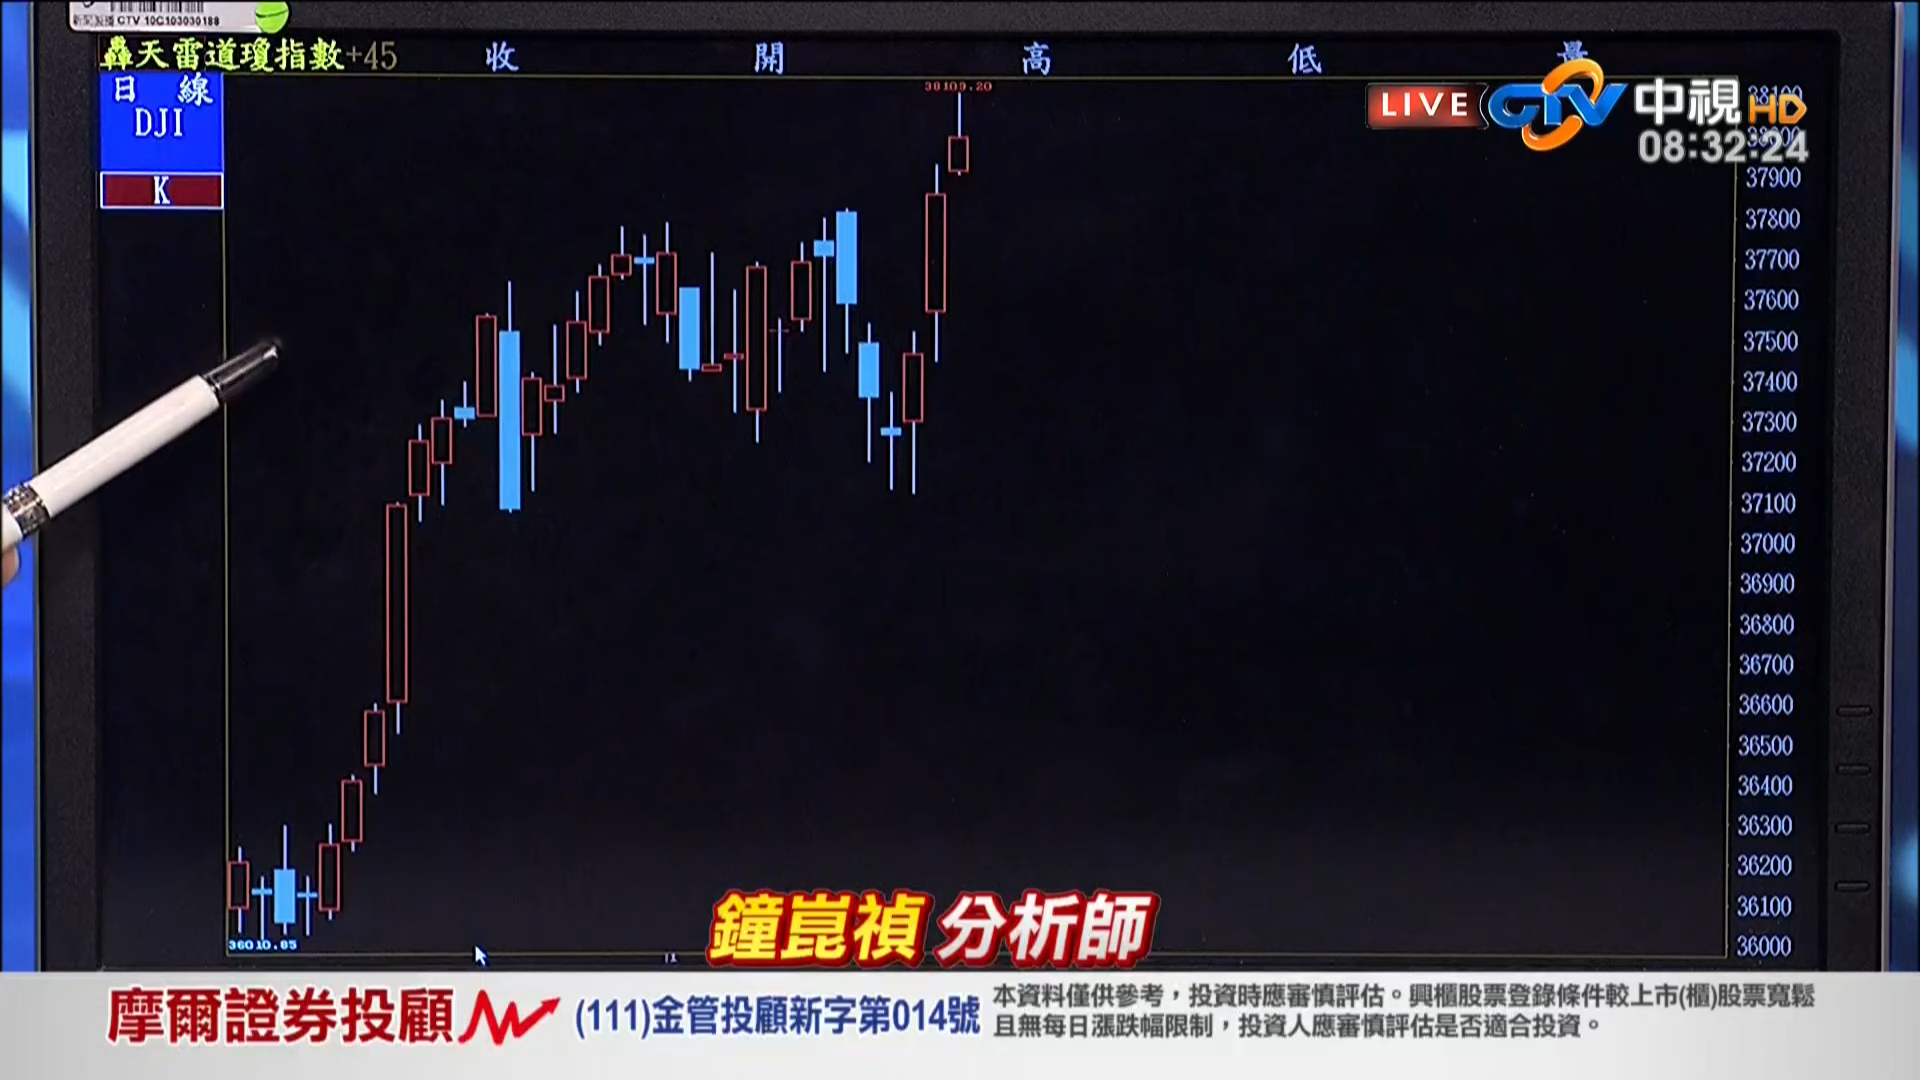 CTV 10C103030188
轟天雷道瓊指數+45 收 開 高 低 量
日 線
DJI
K
38109.20
LIVE CTV 中視HD
08:32:24
38100
38000
37900
37800
37700
37600
37500
37400
37300
37200
37100
37000
36900
36800
36700
36600
36500
36400
36300
36200
36100
36000
36010.85
鐘崑禎 分析師
摩爾證券投顧 (111)金管投顧新字第014號
本資料僅供參考，投資時應審慎評估。興櫃股票登錄條件較上市(櫃)股票寬鬆
且無每日漲跌幅限制，投資人應審慎評估是否適合投資。